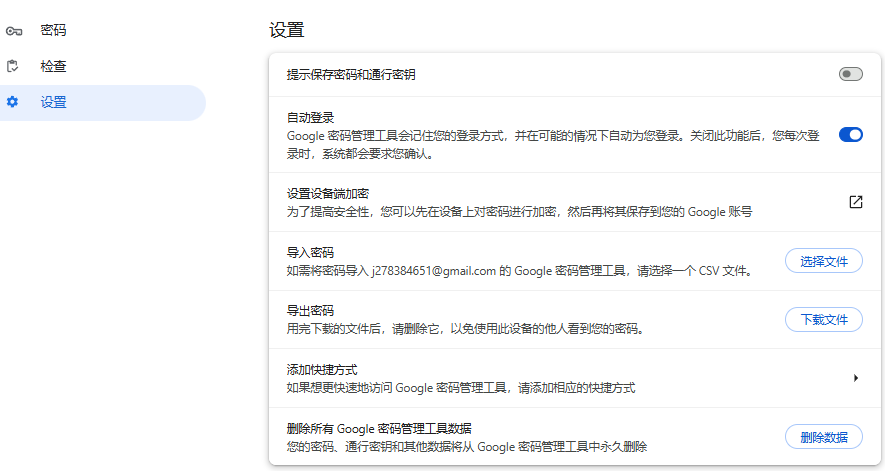 密码
检查
设置
设置
提示保存密码和通行密钥
自动登录
Google 密码管理工具会记住您的登录方式，并在可能的情况下自动为您登录。关闭此功能后，您每次登
录时，系统都会要求您确认。
设置设备端加密
为了提高安全性，您可以先在设备上对密码进行加密，然后再将其保存到您的 Google 账号
导入密码
如需将密码导入 j278384651@gmail.com 的 Google 密码管理工具，请选择一个 CSV 文件。
选择文件
导出密码
用完下载的文件后，请删除它，以免使用此设备的他人看到您的密码。
下载文件
添加快捷方式
如果想更快速地访问 Google 密码管理工具，请添加相应的快捷方式
删除所有 Google 密码管理工具数据
您的密码、通行密钥和其他数据将从 Google 密码管理工具中永久删除
删除数据